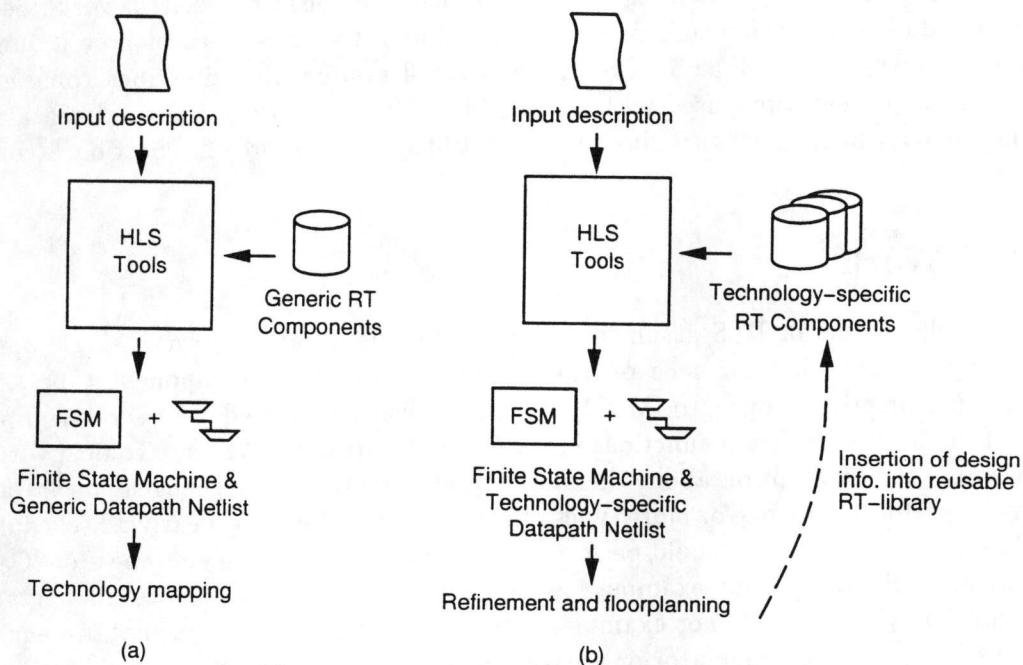 Input description
HLS
Tools
Generic RT
Components
FSM
+
Finite State Machine &
Generic Datapath Netlist
Technology mapping
(a)
Input description
HLS
Tools
Technology–specific
RT Components
FSM
+
Finite State Machine &
Technology–specific
Datapath Netlist
Insertion of design
info. into reusable
RT–library
Refinement and floorplanning
(b)